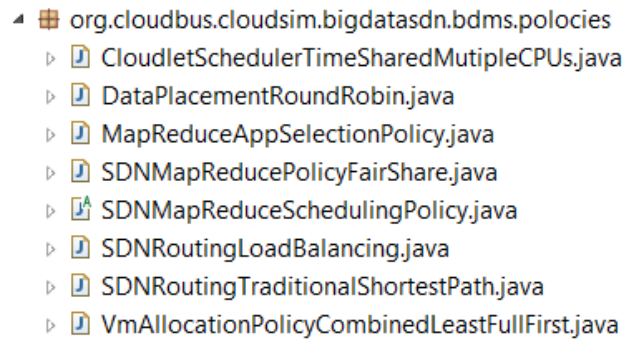 org.cloudbus.cloudsim.bigdatasdn.bdms.polocies
CloudletSchedulerTimeSharedMutipleCPUs.java
DataPlacementRoundRobin.java
MapReduceAppSelectionPolicy.java
SDNMapReducePolicyFairShare.java
SDNMapReduceSchedulingPolicy.java
SDNRoutingLoadBalancing.java
SDNRoutingTraditionalShortestPath.java
VmAllocationPolicyCombinedLeastFullFirst.java